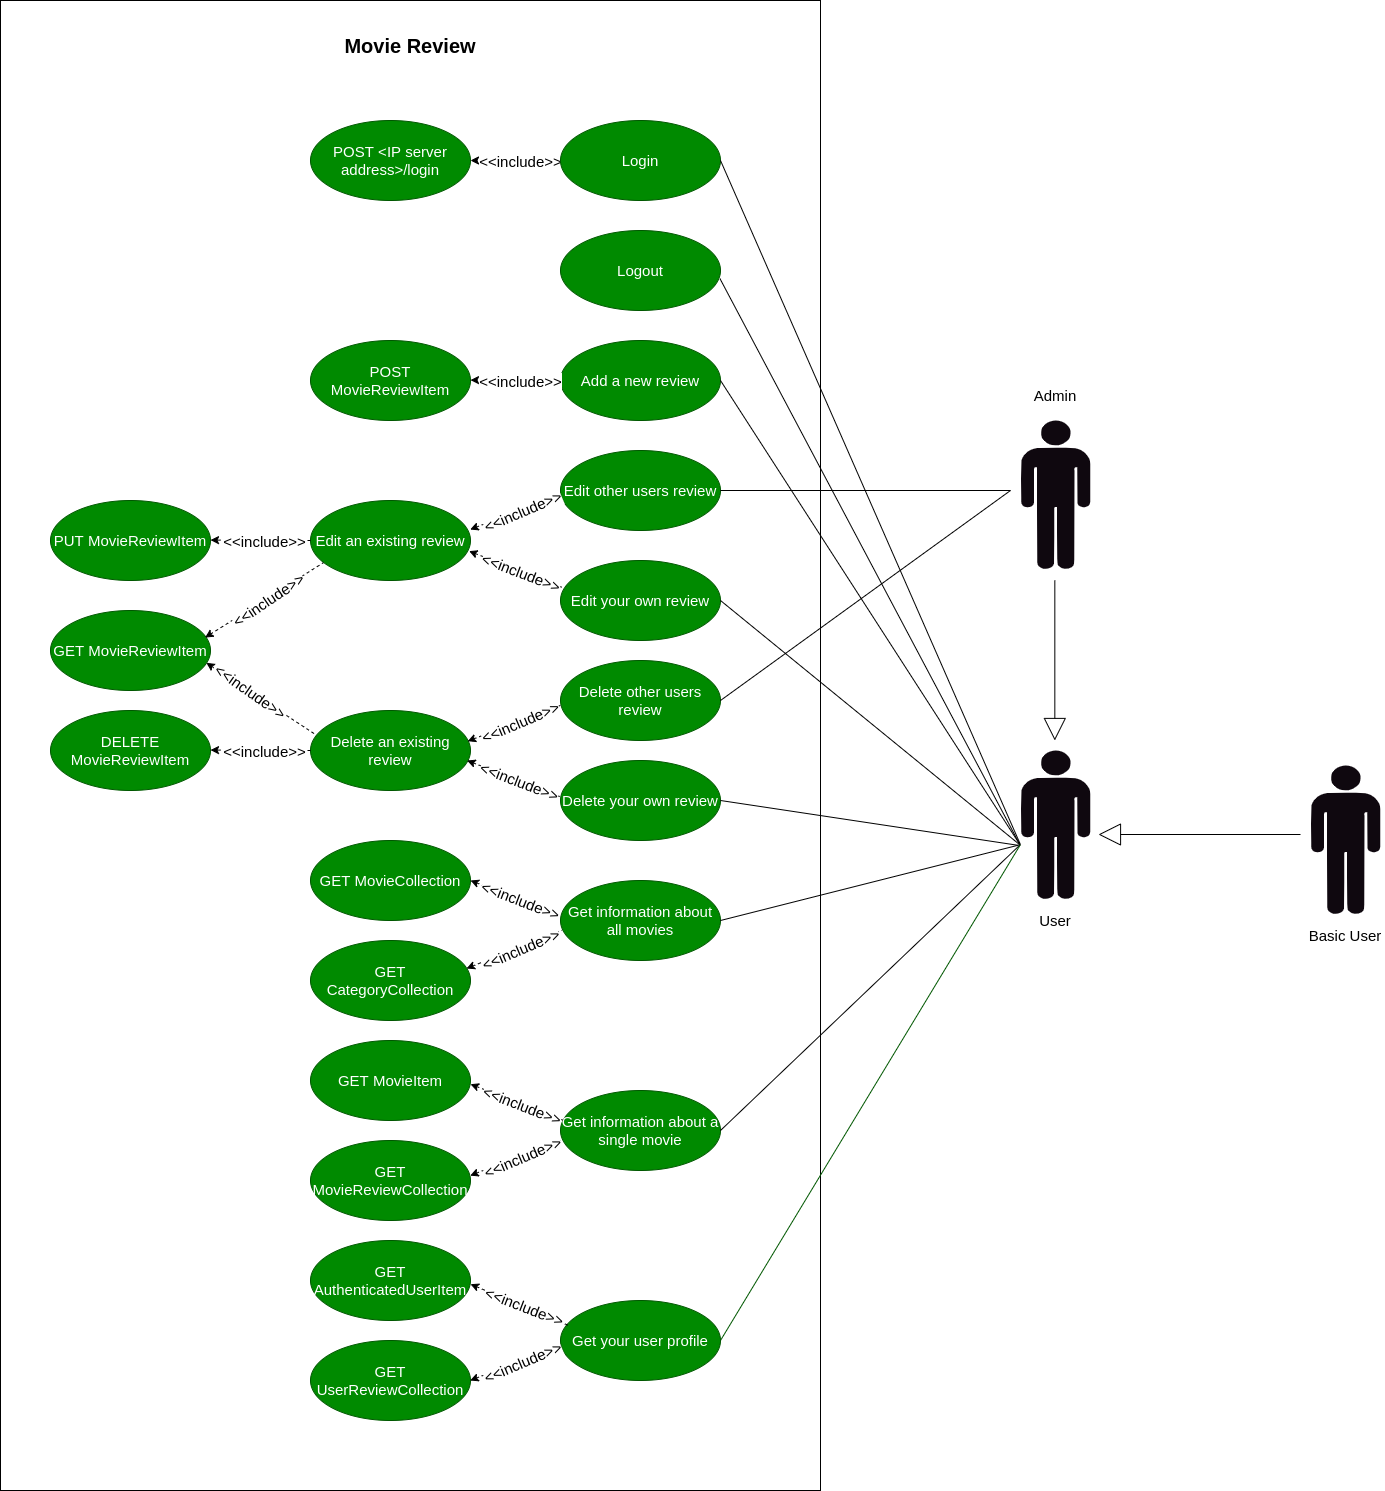 Movie Review
POST <IP server
address>/login
<<include>>
Login
Logout
POST
MovieReviewItem
<<include>>
Add a new review
Admin
Edit other users review
<<include>>
PUT MovieReviewItem
<<include>>
Edit an existing review
<<include>>
<<include>>
Edit your own review
GET MovieReviewItem
<<include>>
Delete other users
review
<<include>>
DELETE
MovieReviewItem
<<include>>
Delete an existing
review
<<include>>
Delete your own review
GET MovieCollection
<<include>>
Get information about
all movies
<<include>>
User
Basic User
GET
CategoryCollection
GET MovieItem
<<include>>
Get information about a
single movie
<<include>>
GET
MovieReviewCollection
GET
AuthenticatedUserItem
<<include>>
Get your user profile
<<include>>
GET
UserReviewCollection